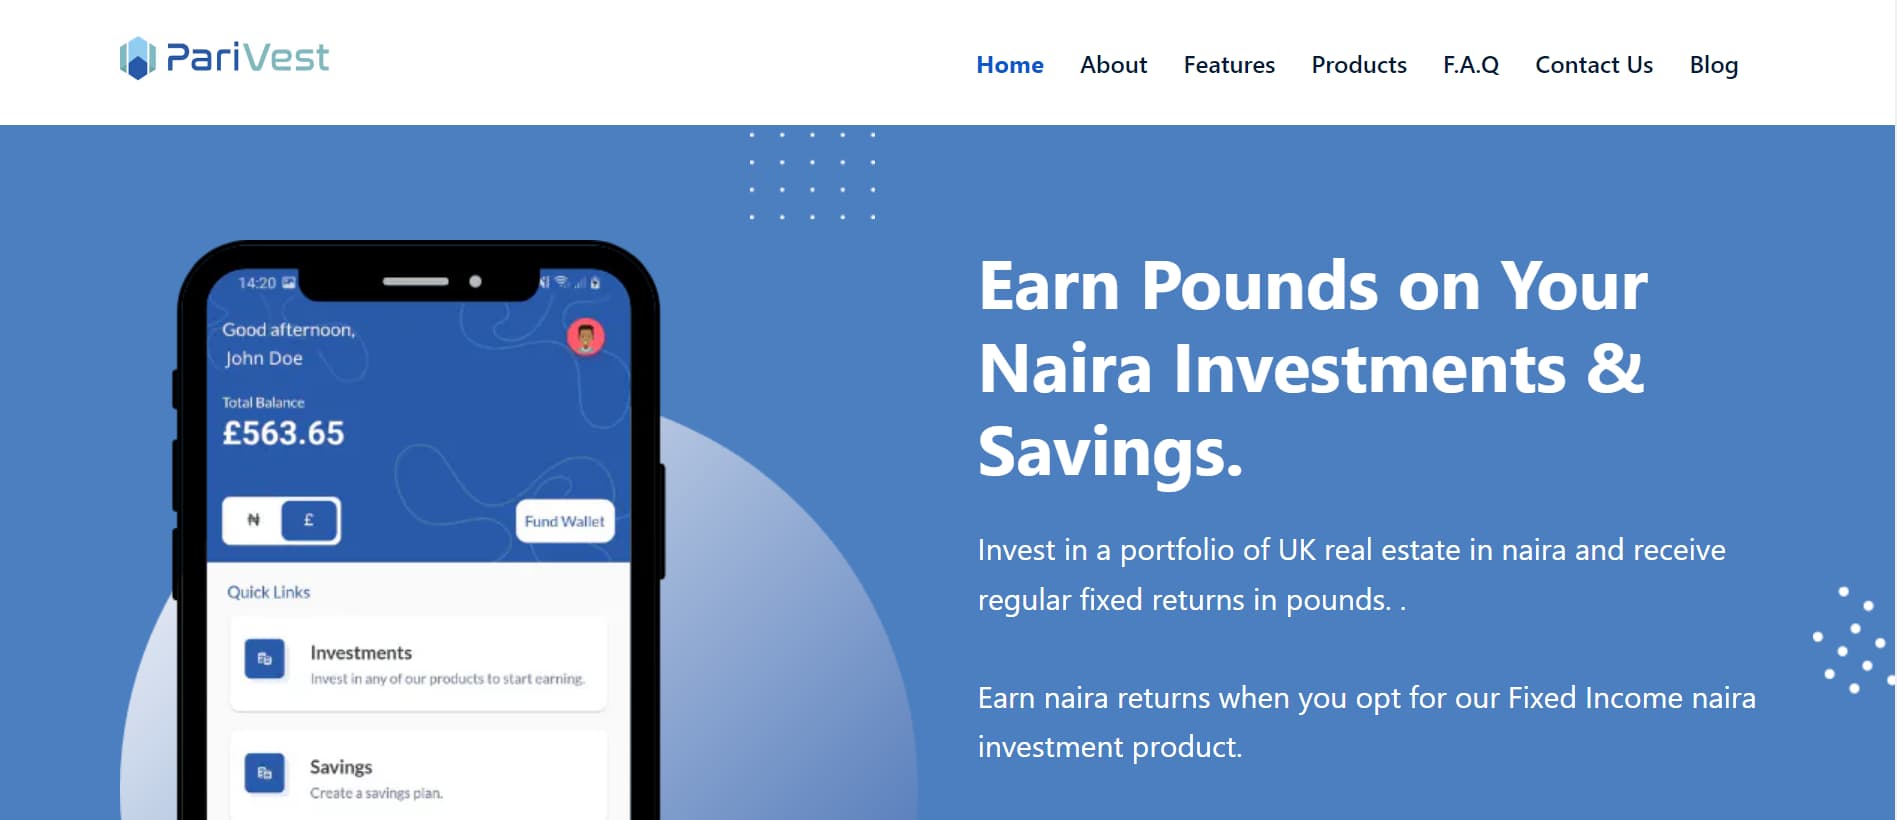 PariVest
Home About Features Products F.A.Q Contact Us Blog
14:20
Good afternoon,
John Doe
Total Balance
£563.65
₦ £
Fund Wallet
Quick Links
Investments
Invest in any of our products to start earning.
Savings
Create a savings plan.
Earn Pounds on Your
Naira Investments &
Savings.
Invest in a portfolio of UK real estate in naira and receive
regular fixed returns in pounds. .
Earn naira returns when you opt for our Fixed Income naira
investment product.